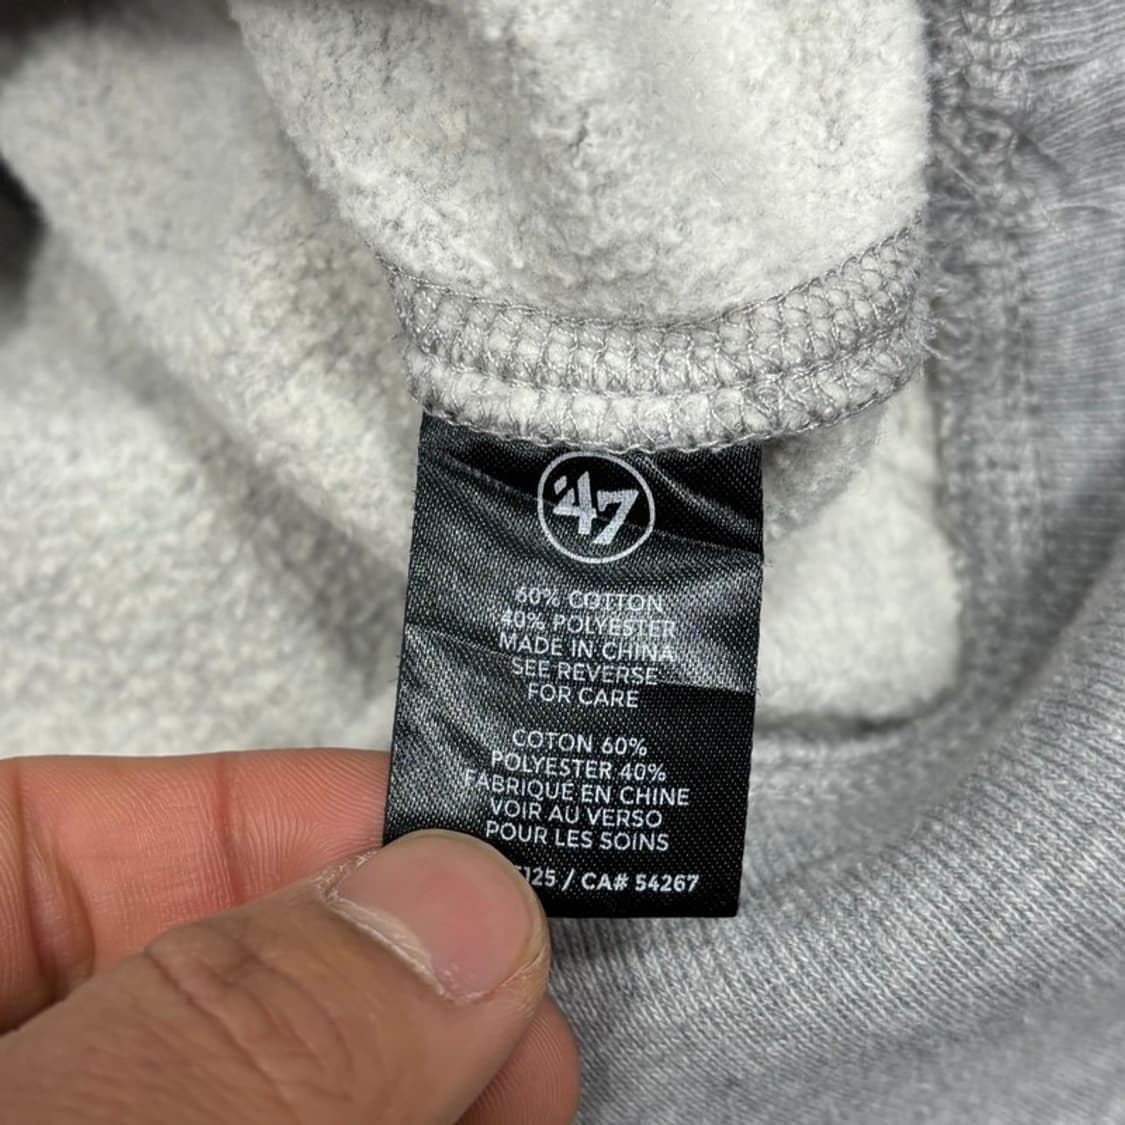 '47
60% COTTON
40% POLYESTER
MADE IN CHINA
SEE REVERSE
FOR CARE
COTON 60%
POLYESTER 40%
FABRIQUÉ EN CHINE
VOIR AU VERSO
POUR LES SOINS
/ CA# 54267